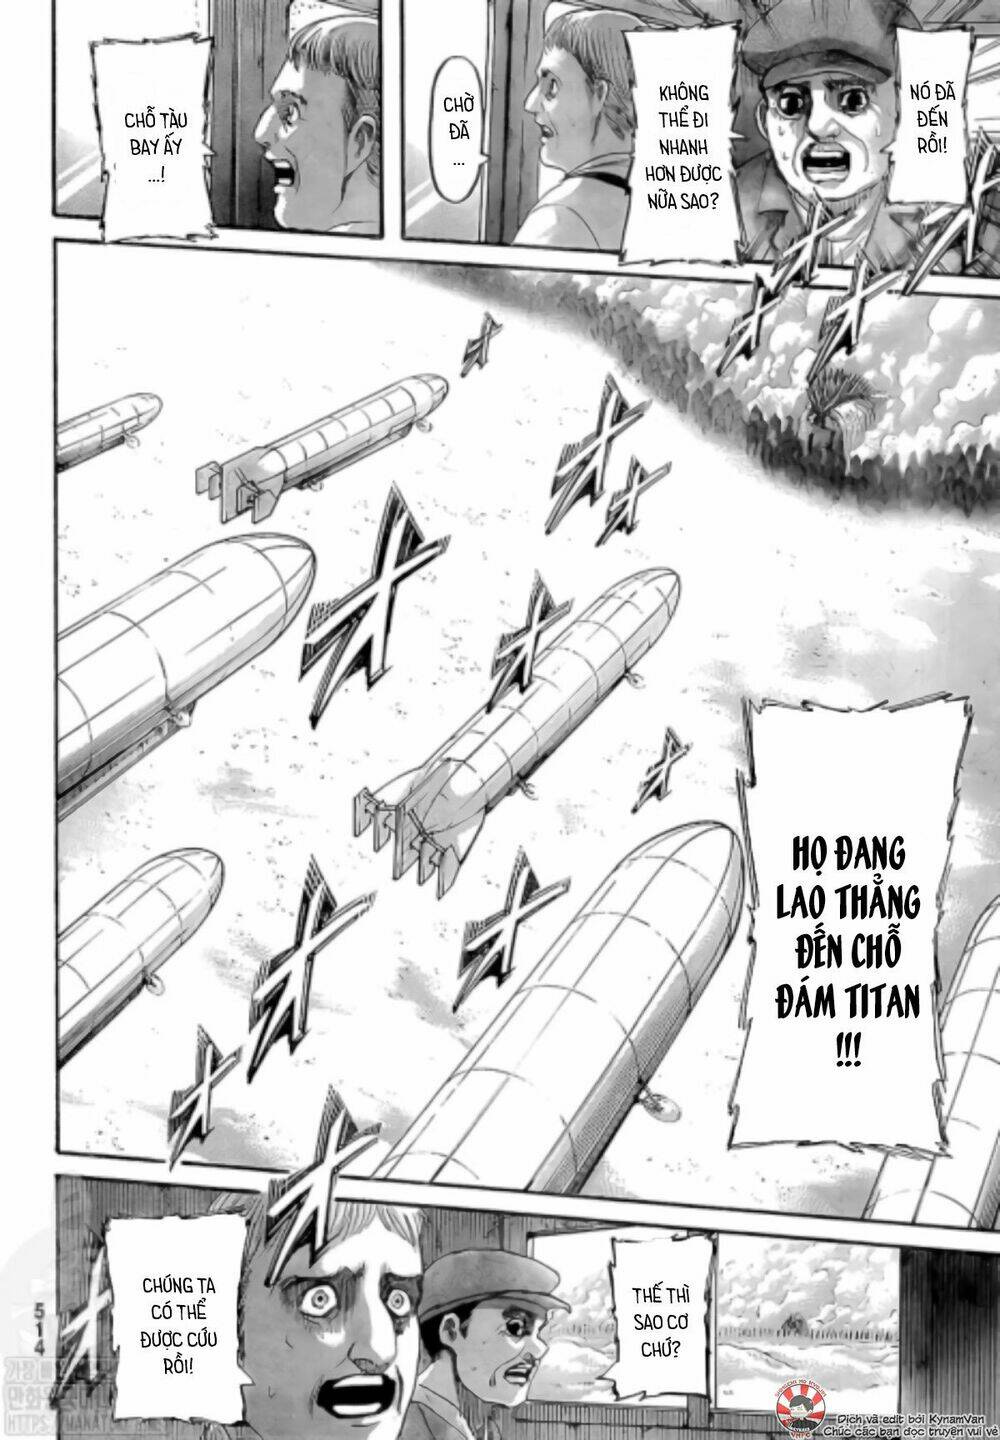 NÓ ĐÃ
ĐẾN
RỒI!
KHÔNG
THỂ ĐI
NHANH
HƠN ĐƯỢC
NỮA SAO?
CHỜ
ĐÃ
...
CHỖ TÀU
BAY ẤY
...!
HỌ ĐANG
LAO THẲNG
ĐẾN CHỖ
ĐÁM TITAN
!!!
THẾ THÌ
SAO CƠ
CHỨ?
CHÚNG TA
CÓ THỂ
ĐƯỢC CỨU
RỒI!
514
Dịch và edit bởi KynamVan
Chúc các bạn đọc truyện vui vẻ